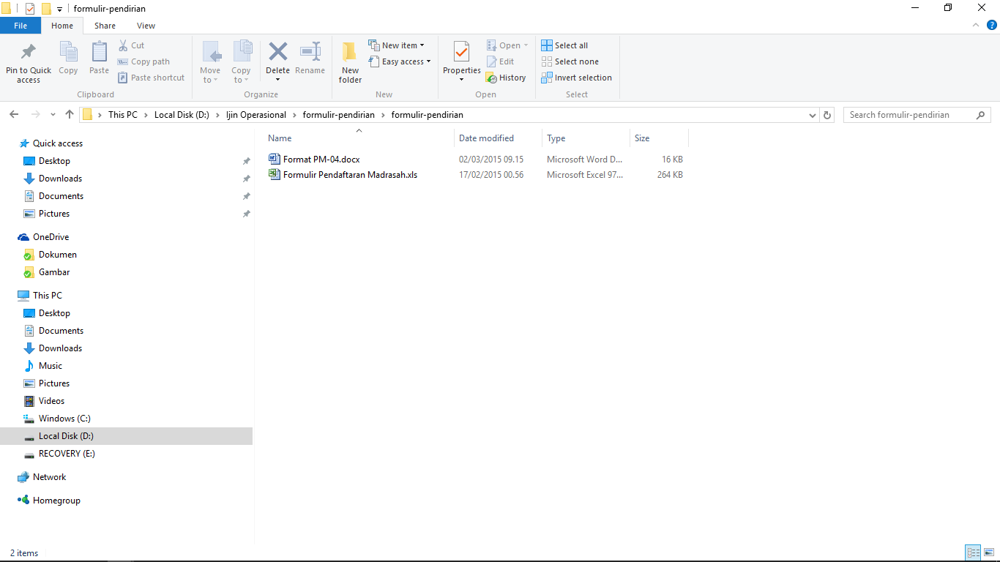 formulir-pendirian
File Home Share View
Pin to Quick access
Copy
Paste
Cut
Copy path
Paste shortcut
Clipboard
Move to
Copy to
Delete
Rename
Organize
New folder
New item
Easy access
New
Properties
Open
Edit
History
Open
Select all
Select none
Invert selection
Select
This PC Local Disk (D:) Ijin Operasional formulir-pendirian formulir-pendirian
Search formulir-pendirian
Quick access
Desktop
Downloads
Documents
Pictures
OneDrive
Dokumen
Gambar
This PC
Desktop
Documents
Downloads
Music
Pictures
Videos
Windows (C:)
Local Disk (D:)
RECOVERY (E:)
Network
Homegroup
Name Date modified Type Size
Format PM-04.docx 02/03/2015 09.15 Microsoft Word D... 16 KB
Formulir Pendaftaran Madrasah.xls 17/02/2015 00.56 Microsoft Excel 97... 264 KB
2 items